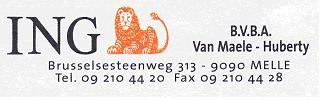 ING
B.V.B.A.
Van Maele - Huberty
Brusselsesteenweg 313 - 9090 MELLE
Tel. 09 210 44 20 Fax 09 210 44 28